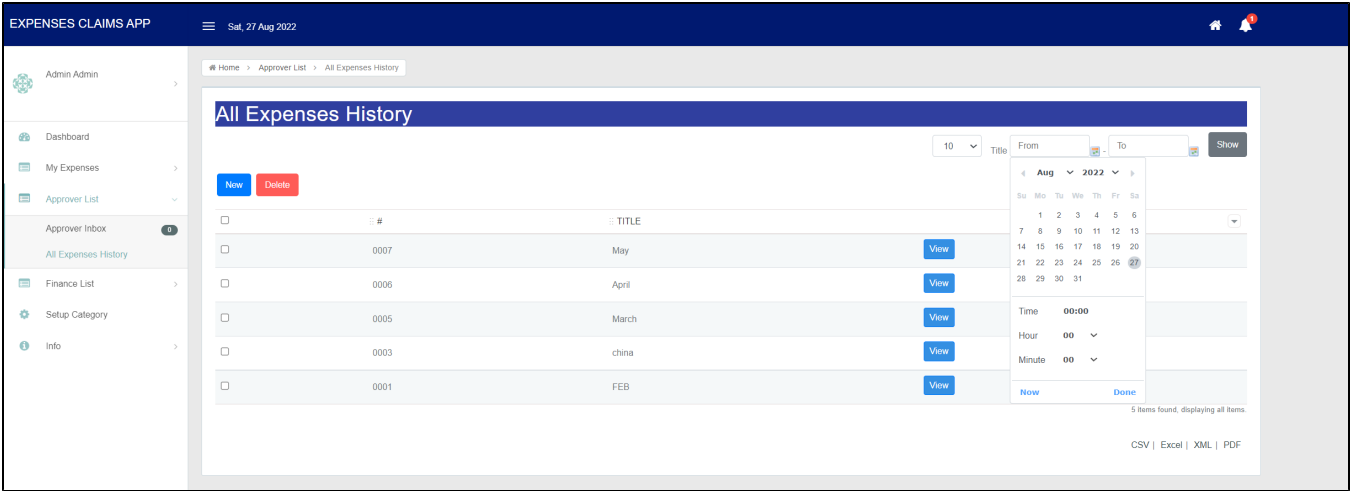 EXPENSES CLAIMS APP
Sat, 27 Aug 2022
1
Admin Admin
Home > Approver List > All Expenses History
All Expenses History
Dashboard
My Expenses
Approver List
Approver Inbox 0
All Expenses History
Finance List
Setup Category
Info
10 Title From - To Show
New Delete
# TITLE
0007 May View
0006 April View
0005 March View
0003 china View
0001 FEB View
Aug 2022
Su Mo Tu We Th Fr Sa
1 2 3 4 5 6
7 8 9 10 11 12 13
14 15 16 17 18 19 20
21 22 23 24 25 26 27
28 29 30 31
Time 00:00
Hour 00
Minute 00
Now Done
5 items found, displaying all items.
CSV | Excel | XML | PDF